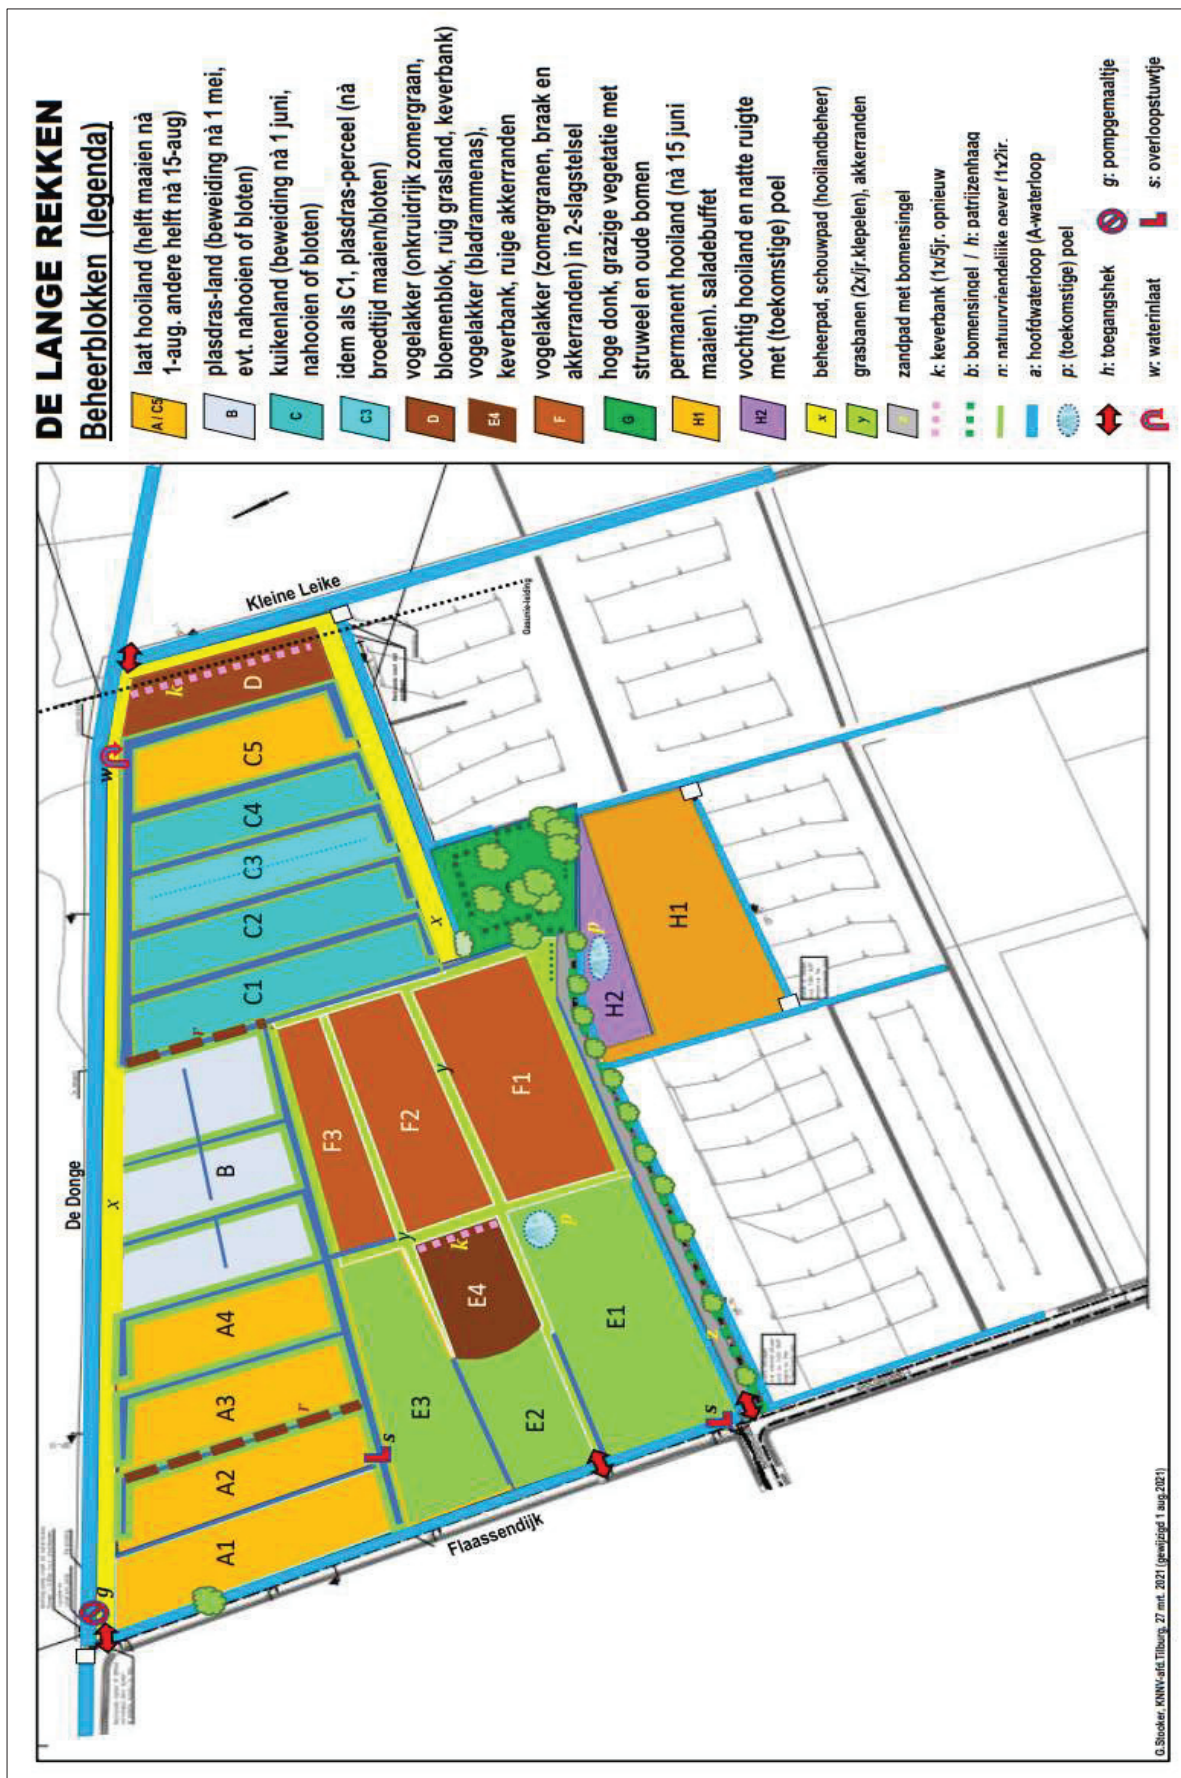 DE LANGE REKKEN
Beheerblokken (legenda)
A / C5
laat hooiland (helft maaien nà
1-aug. andere helft nà 15-aug)
B
plasdras-land (beweiding nà 1 mei,
evt. nahooien of bloten)
C
kuikenland (beweiding nà 1 juni,
nahooien of bloten)
C3
idem als C1, plasdras-perceel (nà
broedtijd maaien/bloten)
D
vogelakker (onkruidrijk zomergraan,
bloemenblok, ruig grasland, keverbank)
E4
vogelakker (bladrammenas),
keverbank, ruige akkerranden
F
vogelakker (zomergranen, braak en
akkerranden) in 2-slagstelsel
G
hoge donk, grazige vegetatie met
struweel en oude bomen
H1
permanent hooiland (nà 15 juni
maaien). saladebuffet
H2
vochtig hooiland en natte ruigte
met (toekomstige) poel
x
beheerpad, schouwpad (hooilandbeheer)
y
grasbanen (2x/jr.klepelen), akkerranden
z
zandpad met bomensingel
k: keverbank (1x/5jr. opnieuw
b: bomensingel / h: patrijzenhaag
n: natuurvriendelijke oever (1x2jr.
a: hoofdwaterloop (A-waterloop
p: (toekomstige) poel
h: toegangshek
g: pompgemaaltje
w: waterinlaat
s: overloopstuwtje
De Donge
Kleine Leike
Gasunie-leiding
Flaassendijk
A1
A2
A3
A4
B
C1
C2
C3
C4
C5
D
E1
E2
E3
E4
F1
F2
F3
H1
H2
g
x
w
k
r
r
x
y
y
k
p
p
s
s
z
G.Stooker, KNNV-afd.Tilburg, 27 mrt. 2021 (gewijzigd 1 aug.2021)